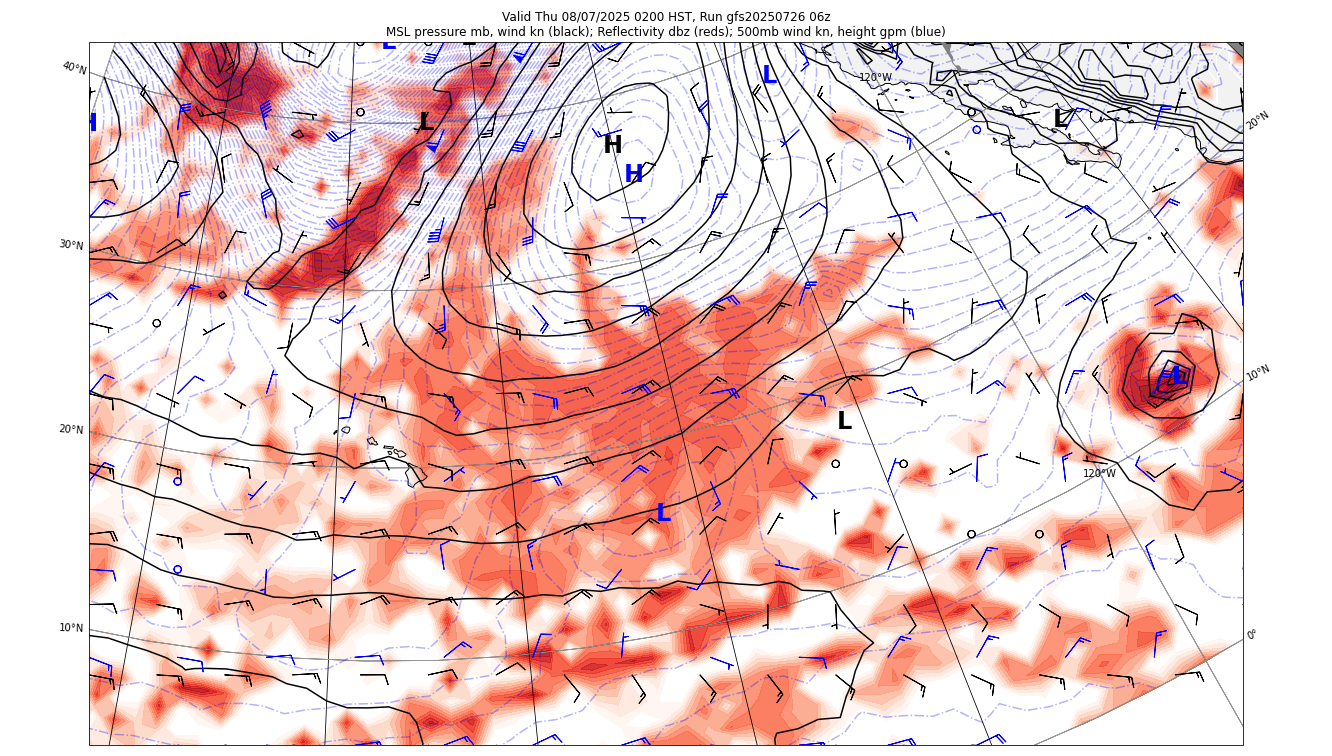 Valid Thu 08/07/2025 0200 HST, Run gfs20250726 06z
MSL pressure mb, wind kn (black); Reflectivity dbz (reds); 500mb wind kn, height gpm (blue)
L
40°N
L
120°W
H
L
L
20°N
H
H
30°N
10°N
L
20°N
L
120°W
L
10°N
0°